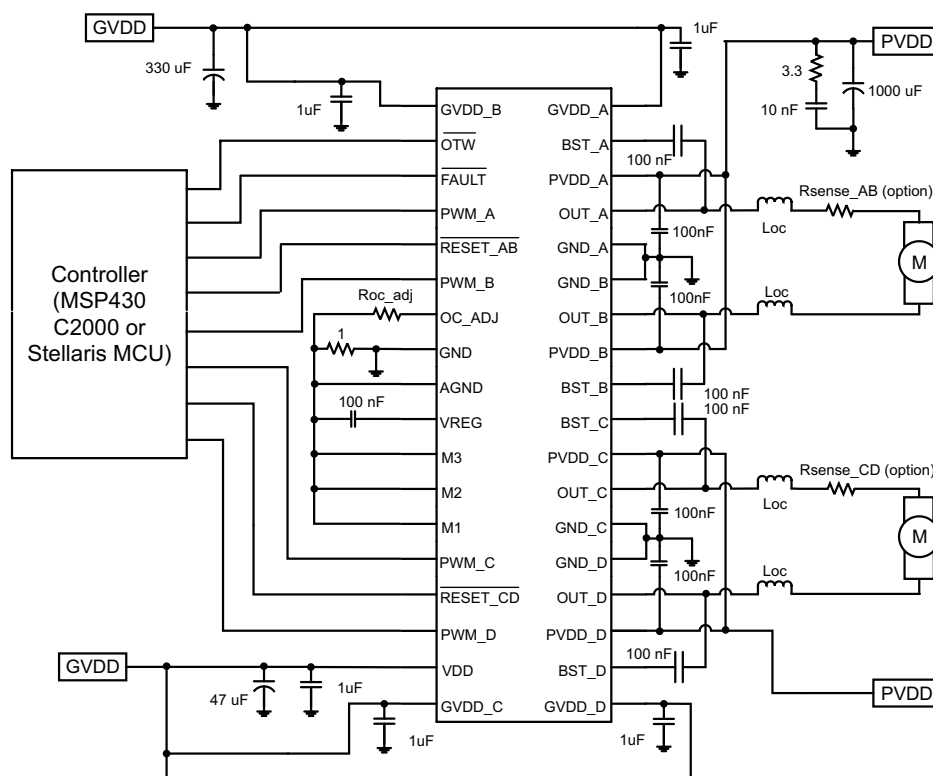 GVDD
PVDD
1uF
330 uF
3.3
1000 uF
1uF
10 nF
GVDD_B
GVDD_A
OTW
BST_A
100 nF
FAULT
PVDD_A
PWM_A
OUT_A
Rsense_AB (option)
100nF
Loc
RESET_AB
GND_A
M
Controller
(MSP430
C2000 or
Stellaris MCU)
PWM_B
GND_B
100nF
Loc
Roc_adj
OC_ADJ
OUT_B
1
GND
PVDD_B
AGND
BST_B
100 nF
100 nF
100 nF
VREG
BST_C
M3
PVDD_C
Rsense_CD (option)
M2
OUT_C
Loc
100nF
M1
GND_C
M
PWM_C
GND_D
100nF
Loc
RESET_CD
OUT_D
PWM_D
PVDD_D
100 nF
GVDD
VDD
BST_D
47 uF
1uF
PVDD
GVDD_C
GVDD_D
1uF
1uF